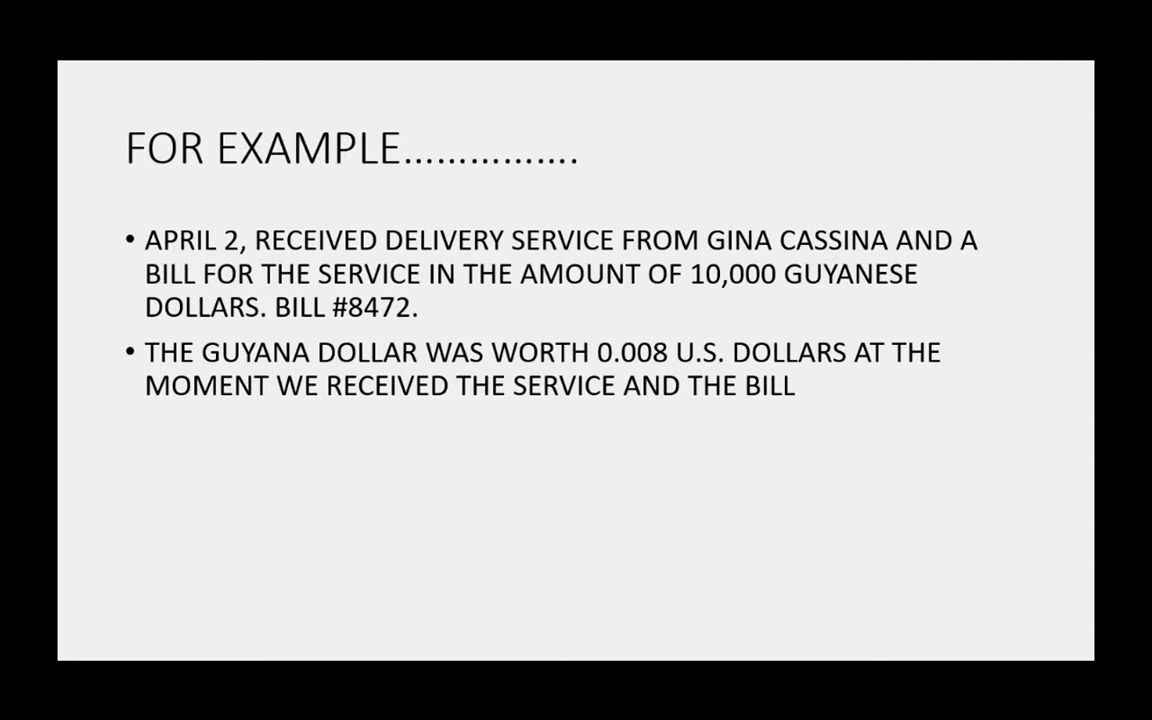 FOR EXAMPLE…………….
• APRIL 2, RECEIVED DELIVERY SERVICE FROM GINA CASSINA AND A
BILL FOR THE SERVICE IN THE AMOUNT OF 10,000 GUYANESE
DOLLARS. BILL #8472.
• THE GUYANA DOLLAR WAS WORTH 0.008 U.S. DOLLARS AT THE
MOMENT WE RECEIVED THE SERVICE AND THE BILL